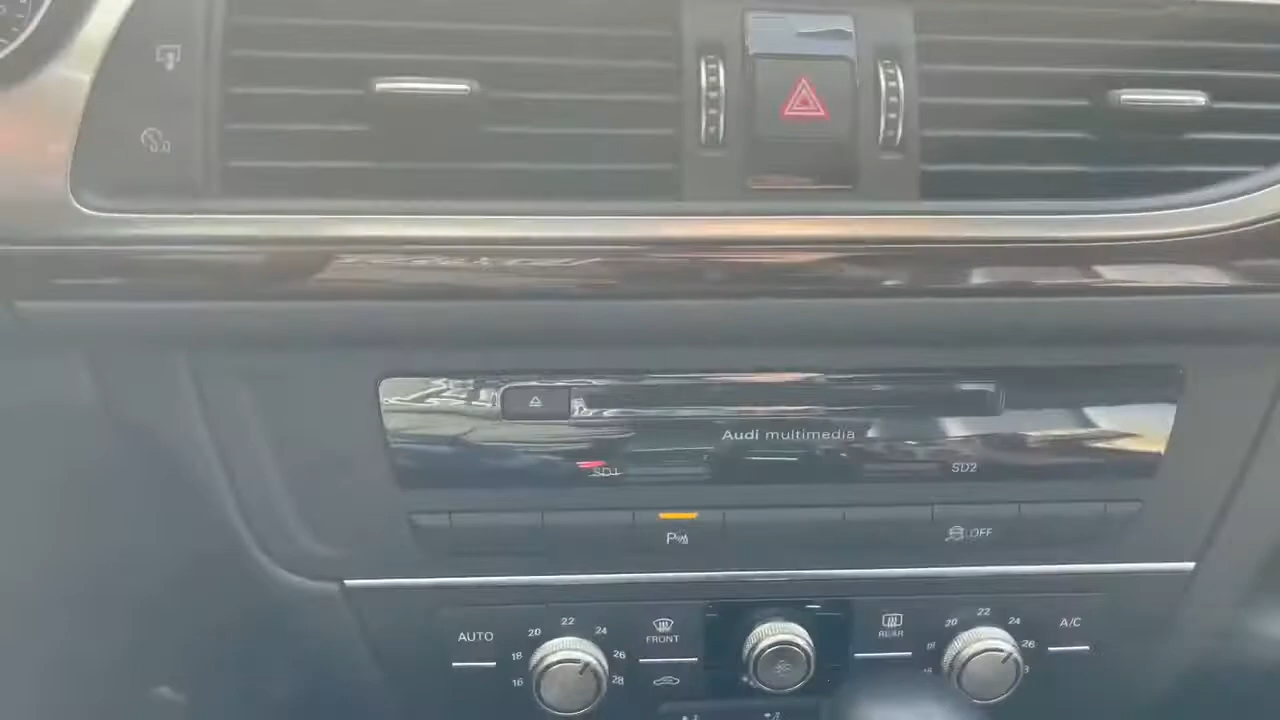 Audi multimedia
SD1 SD2
P
OFF
AUTO 16 18 20 22 24 26 28 FRONT REAR 18 20 22 24 26 A/C